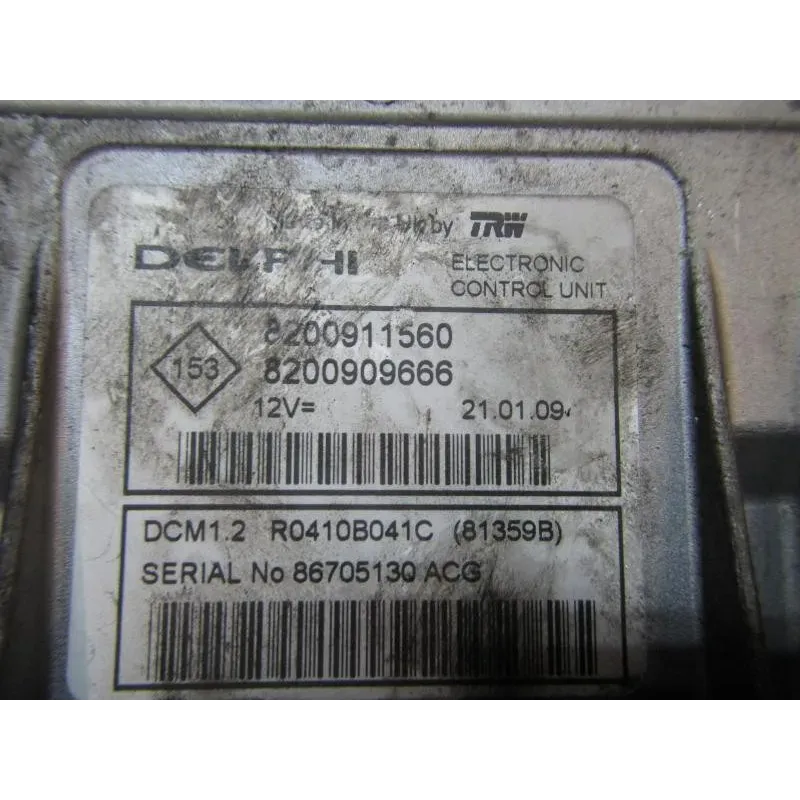 by TRW
DELPHI ELECTRONIC
CONTROL UNIT
153
8200911560
8200909666
12V= 21.01.09
DCM1.2 R0410B041C (81359B)
SERIAL No 86705130 ACG